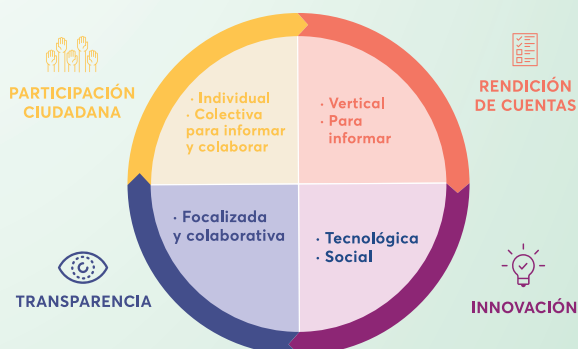 PARTICIPACIÓN
CIUDADANA
· Individual
· Colectiva
para informar
y colaborar
· Vertical
· Para
informar
RENDICIÓN
DE CUENTAS
TRANSPARENCIA
· Focalizada
y colaborativa
· Tecnológica
· Social
INNOVACIÓN